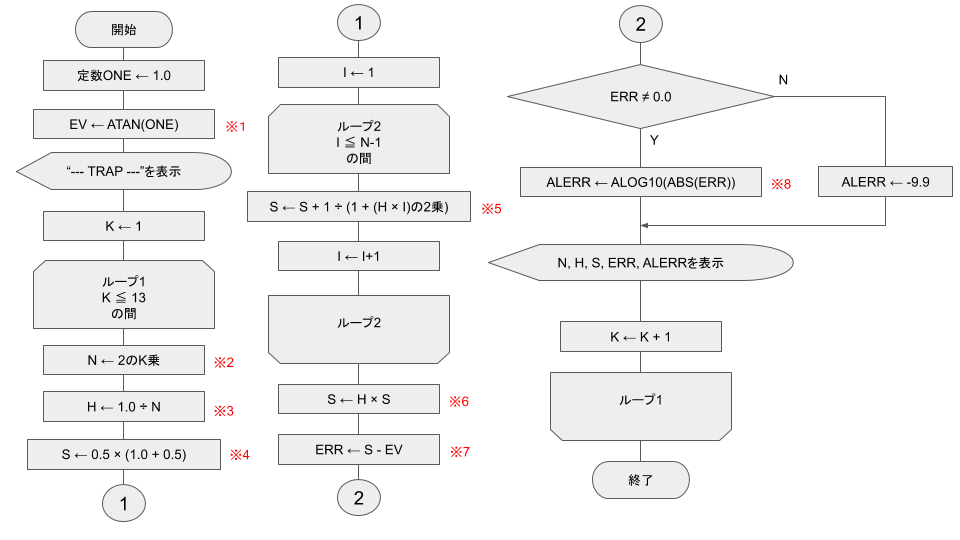 開始
定数ONE ← 1.0
EV ← ATAN(ONE)
※1
“--- TRAP ---”を表示
K ← 1
ループ1
K ≦ 13
の間
N ← 2のK乗
※2
H ← 1.0 ÷ N
※3
S ← 0.5 × (1.0 + 0.5)
※4
1
1
I ← 1
ループ2
I ≦ N-1
の間
S ← S + 1 ÷ (1 + (H × I)の2乗)
※5
I ← I+1
ループ2
S ← H × S
※6
ERR ← S - EV
※7
2
2
ERR ≠ 0.0
N
Y
ALERR ← ALOG10(ABS(ERR))
※8
ALERR ← -9.9
N, H, S, ERR, ALERRを表示
K ← K + 1
ループ1
終了